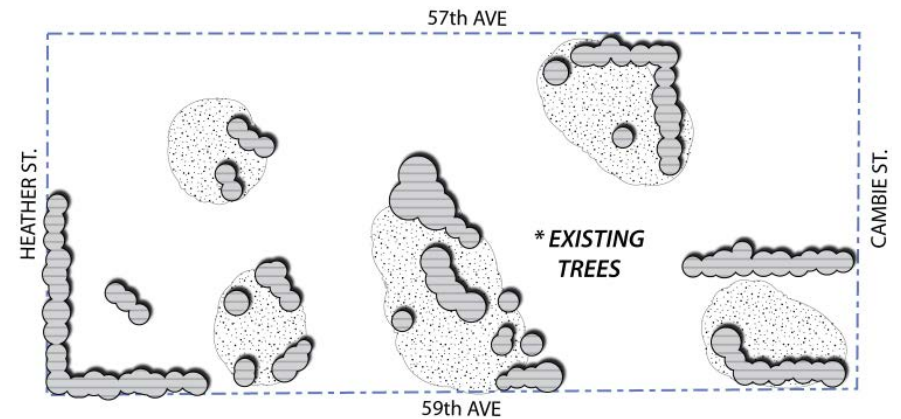 57th AVE
HEATHER ST.
* EXISTING
TREES
CAMBIE ST.
59th AVE